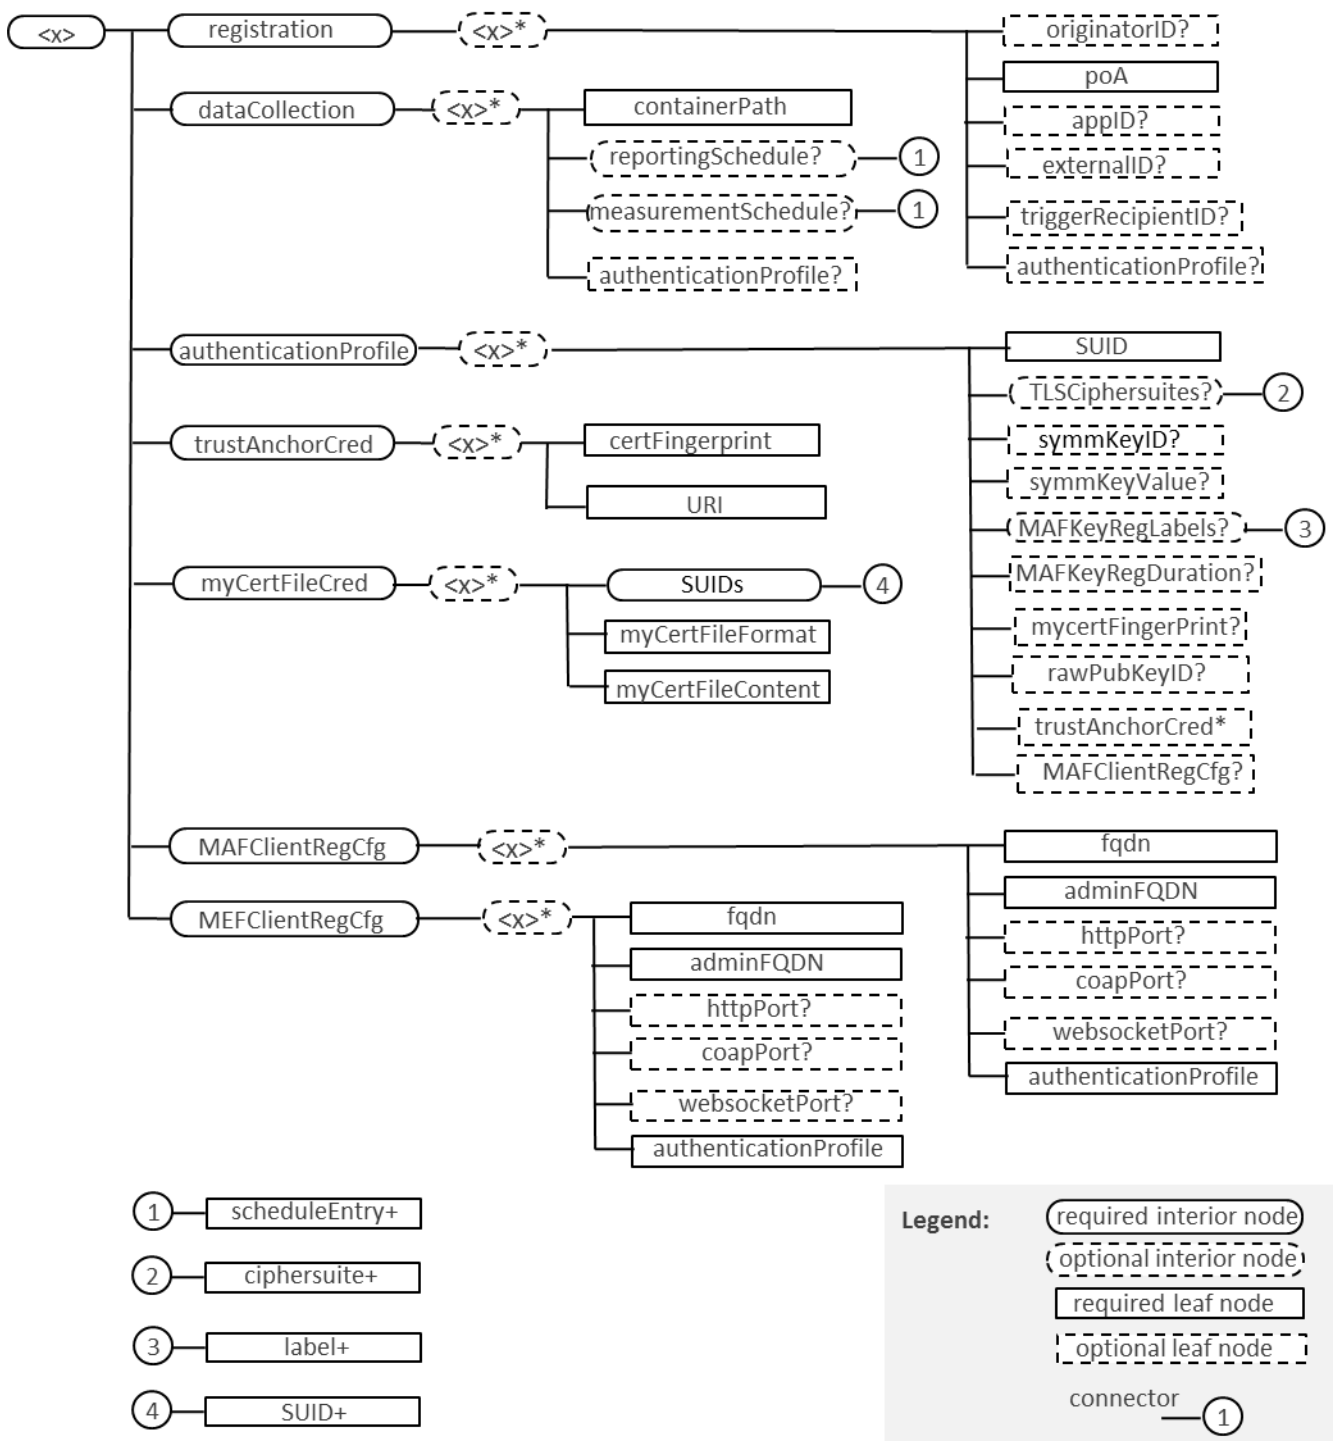 <x>
registration
<x>*
originatorID?
poA
appID?
externalID?
triggerRecipientID?
authenticationProfile?
dataCollection
<x>*
containerPath
reportingSchedule?
1
measurementSchedule?
1
authenticationProfile?
authenticationProfile
<x>*
SUID
TLSCiphersuites?
2
symmKeyID?
symmKeyValue?
MAFKeyRegLabels?
3
MAFKeyRegDuration?
mycertFingerPrint?
rawPubKeyID?
trustAnchorCred*
MAFClientRegCfg?
trustAnchorCred
<x>*
certFingerprint
URI
myCertFileCred
<x>*
SUIDs
4
myCertFileFormat
myCertFileContent
MAFClientRegCfg
<x>*
fqdn
adminFQDN
httpPort?
coapPort?
websocketPort?
authenticationProfile
MEFClientRegCfg
<x>*
fqdn
adminFQDN
httpPort?
coapPort?
websocketPort?
authenticationProfile
1
scheduleEntry+
2
ciphersuite+
3
label+
4
SUID+
Legend:
required interior node
optional interior node
required leaf node
optional leaf node
connector
1